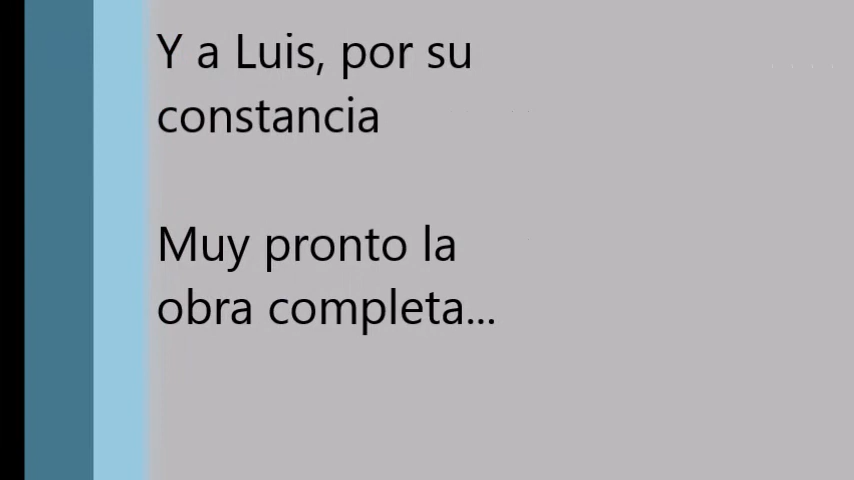 Y a Luis, por su
constancia
Muy pronto la
obra completa...